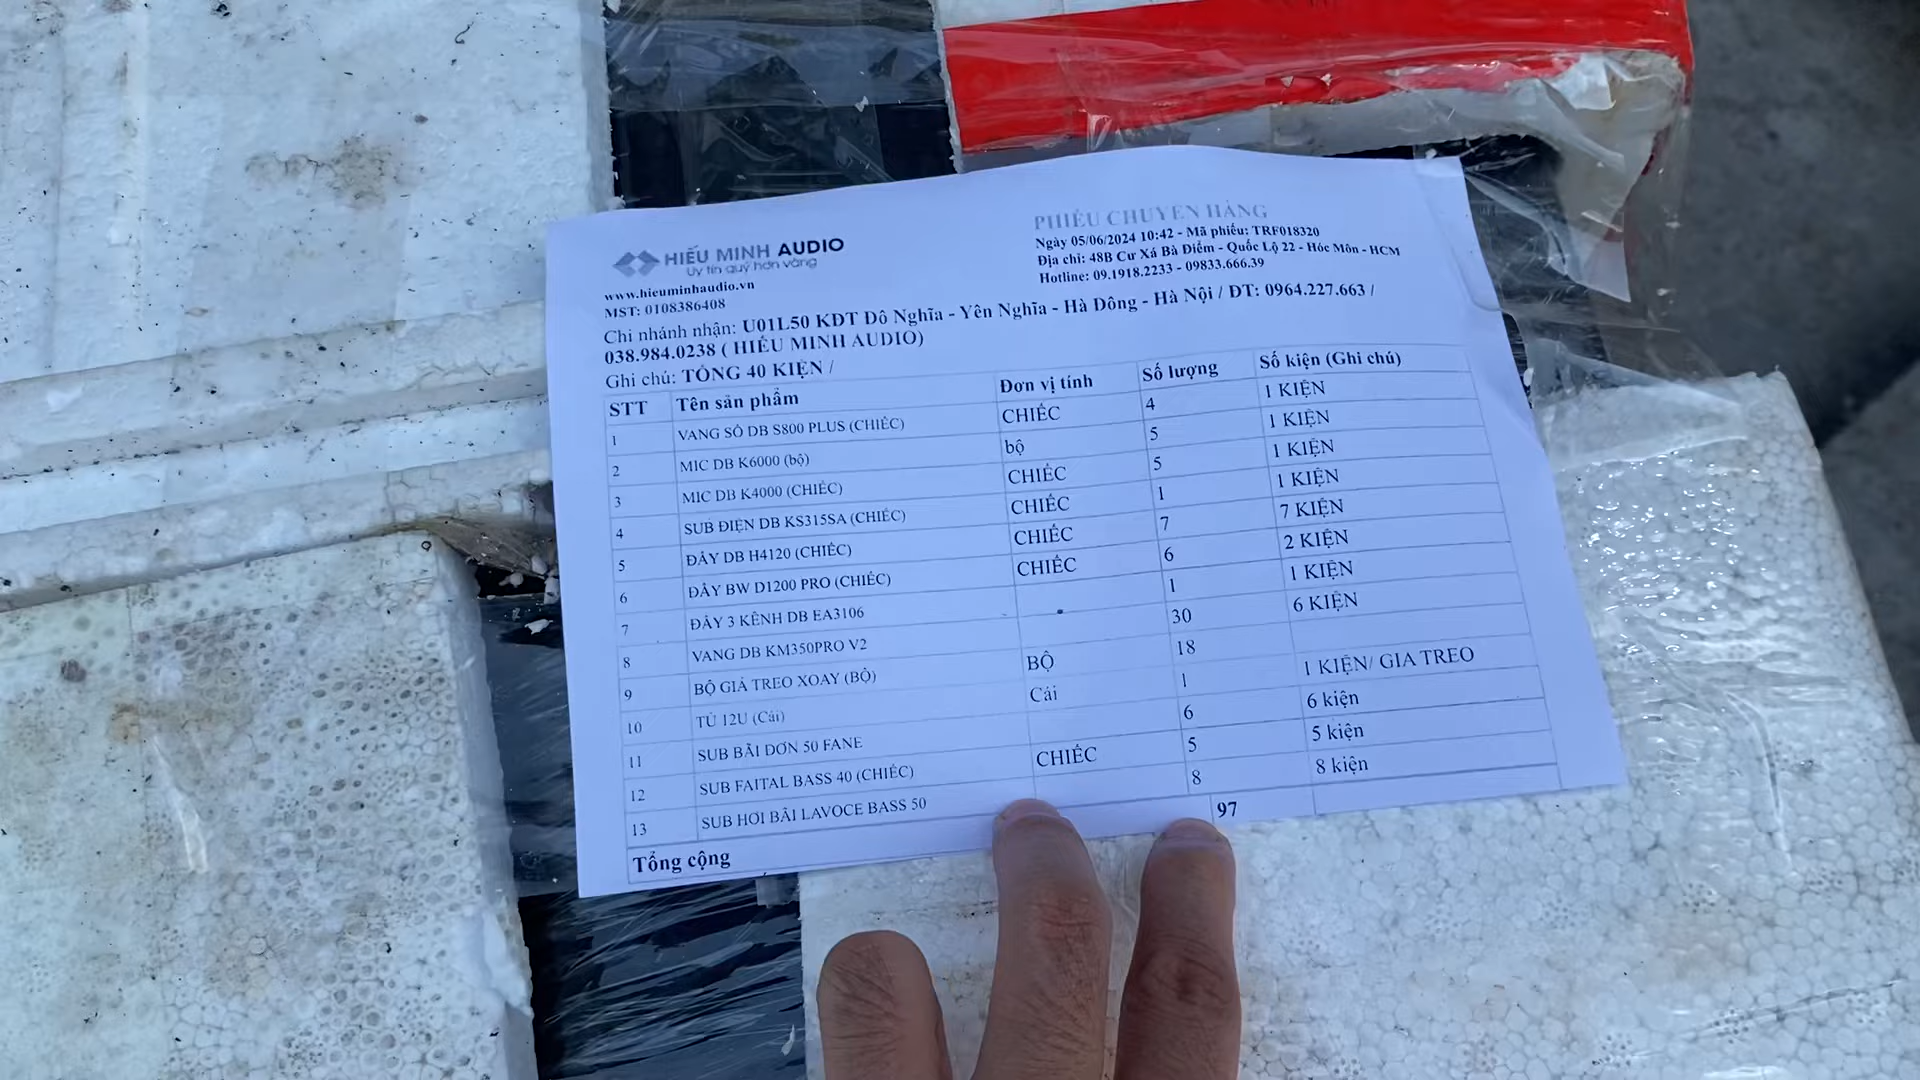 HIẾU MINH AUDIO
Uy tín quý hơn vàng
www.hieuminhaudio.vn
MST: 0108386408
PHIẾU CHUYỂN HÀNG
Ngày 05/06/2024 10:42 - Mã phiếu: TRF018320
Địa chỉ: 48B Cư Xá Bà Điểm - Quốc Lộ 22 - Hóc Môn - HCM
Hotline: 09.1918.2233 - 09833.666.39
Chi nhánh nhận: U01L50 KĐT Đô Nghĩa - Yên Nghĩa - Hà Đông - Hà Nội / ĐT: 0964.227.663 /
038.984.0238 ( HIẾU MINH AUDIO)
Ghi chú: TỔNG 40 KIỆN /
STT Tên sản phẩm Đơn vị tính Số lượng Số kiện (Ghi chú)
1 VANG SỐ DB S800 PLUS (CHIẾC) CHIẾC 4 1 KIỆN
2 MIC DB K6000 (bộ) bộ 5 1 KIỆN
3 MIC DB K4000 (CHIẾC) CHIẾC 5 1 KIỆN
4 SUB ĐIỆN DB KS315SA (CHIẾC) CHIẾC 1 1 KIỆN
5 ĐẨY DB H4120 (CHIẾC) CHIẾC 7 7 KIỆN
6 ĐẨY BW D1200 PRO (CHIẾC) CHIẾC 6 2 KIỆN
7 ĐẨY 3 KÊNH DB EA3106 1 1 KIỆN
8 VANG DB KM350PRO V2 30 6 KIỆN
9 BỘ GIÁ TREO XOAY (BỘ) BỘ 18
10 TỦ 12U (Cái) Cái 1 1 KIỆN/ GIA TREO
11 SUB BÃI ĐƠN 50 FANE 6 6 kiện
12 SUB FAITAL BASS 40 (CHIẾC) CHIẾC 5 5 kiện
13 SUB HƠI BÃI LAVOCE BASS 50 8 8 kiện
Tổng cộng 97